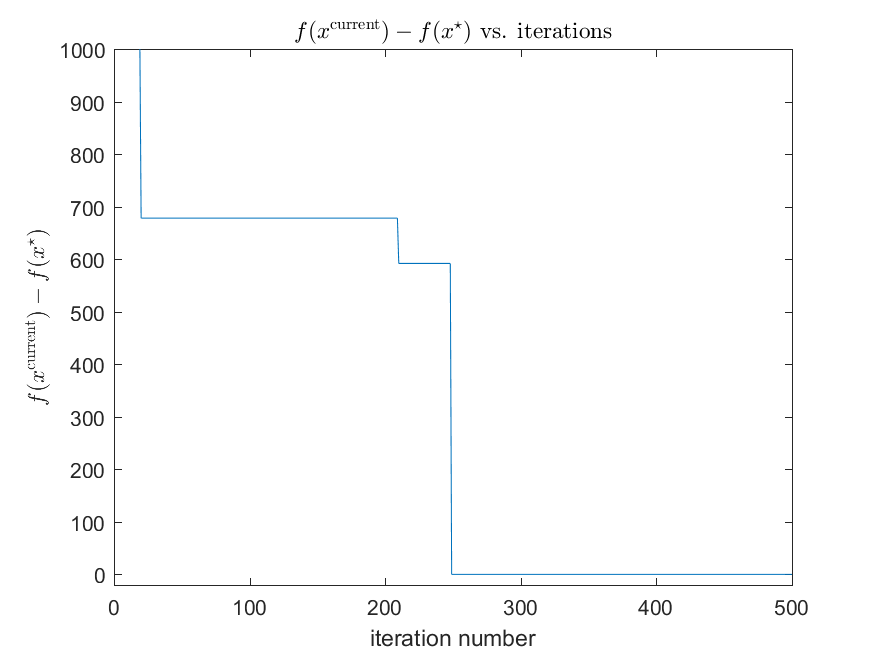 f(x^current) − f(x^⋆) vs. iterations
1000
900
800
700
600
500
400
300
200
100
0
f(x^current) − f(x^⋆)
0 100 200 300 400 500
iteration number